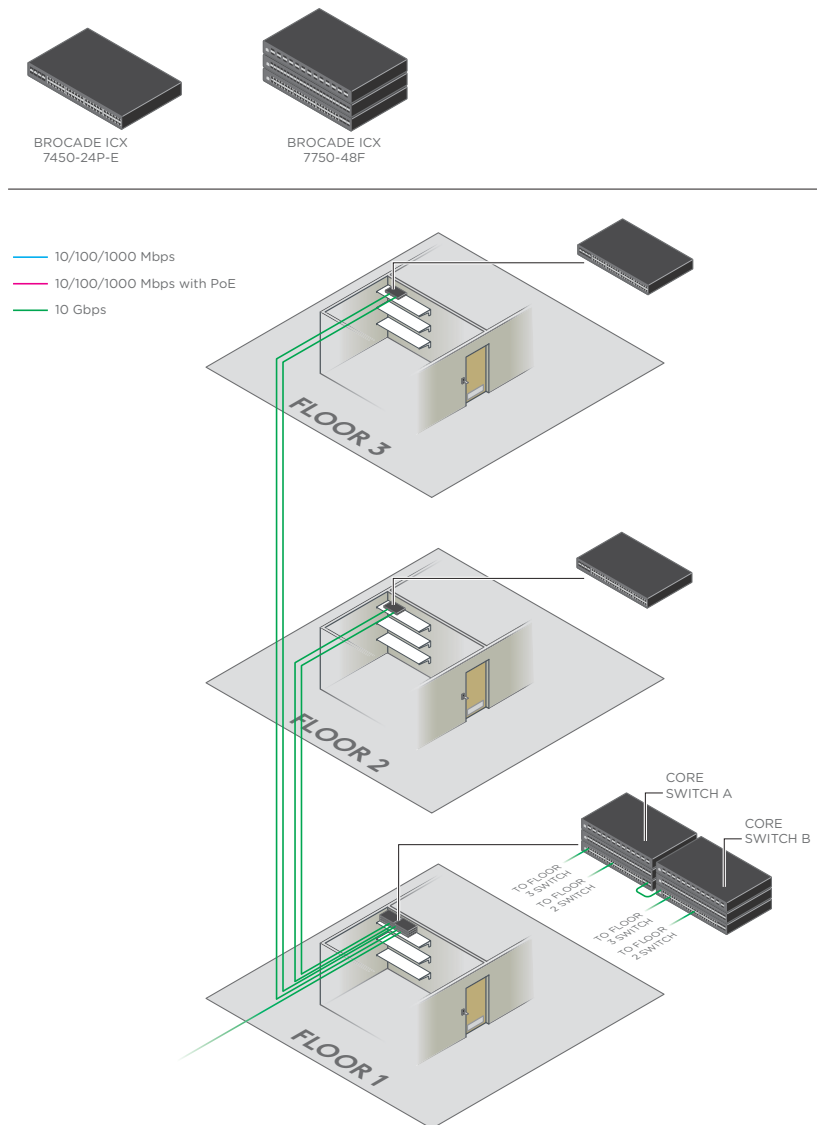 BROCADE ICX
7450-24P-E
BROCADE ICX
7750-48F
10/100/1000 Mbps
10/100/1000 Mbps with PoE
10 Gbps
FLOOR 3
FLOOR 2
CORE
SWITCH A
CORE
SWITCH B
TO FLOOR
3 SWITCH
TO FLOOR
2 SWITCH
TO FLOOR
3 SWITCH
TO FLOOR
2 SWITCH
FLOOR 1